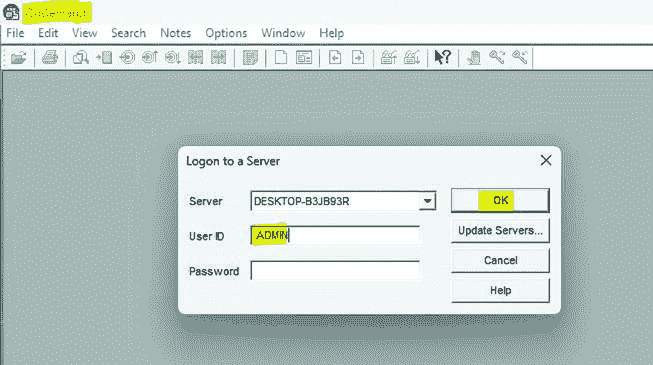 OnDemand
File Edit View Search Notes Options Window Help
Logon to a Server
Server DESKTOP-B3JB93R OK
User ID ADMIN Update Servers...
Cancel
Password
Help